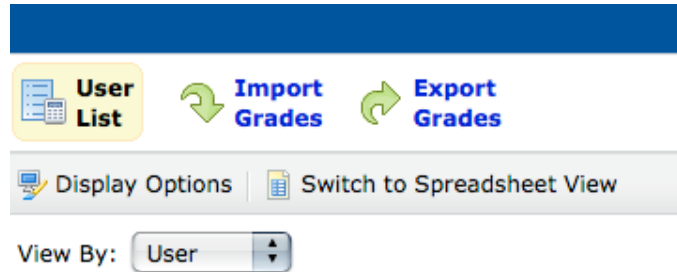 User List
Import Grades
Export Grades
Display Options Switch to Spreadsheet View
View By: User